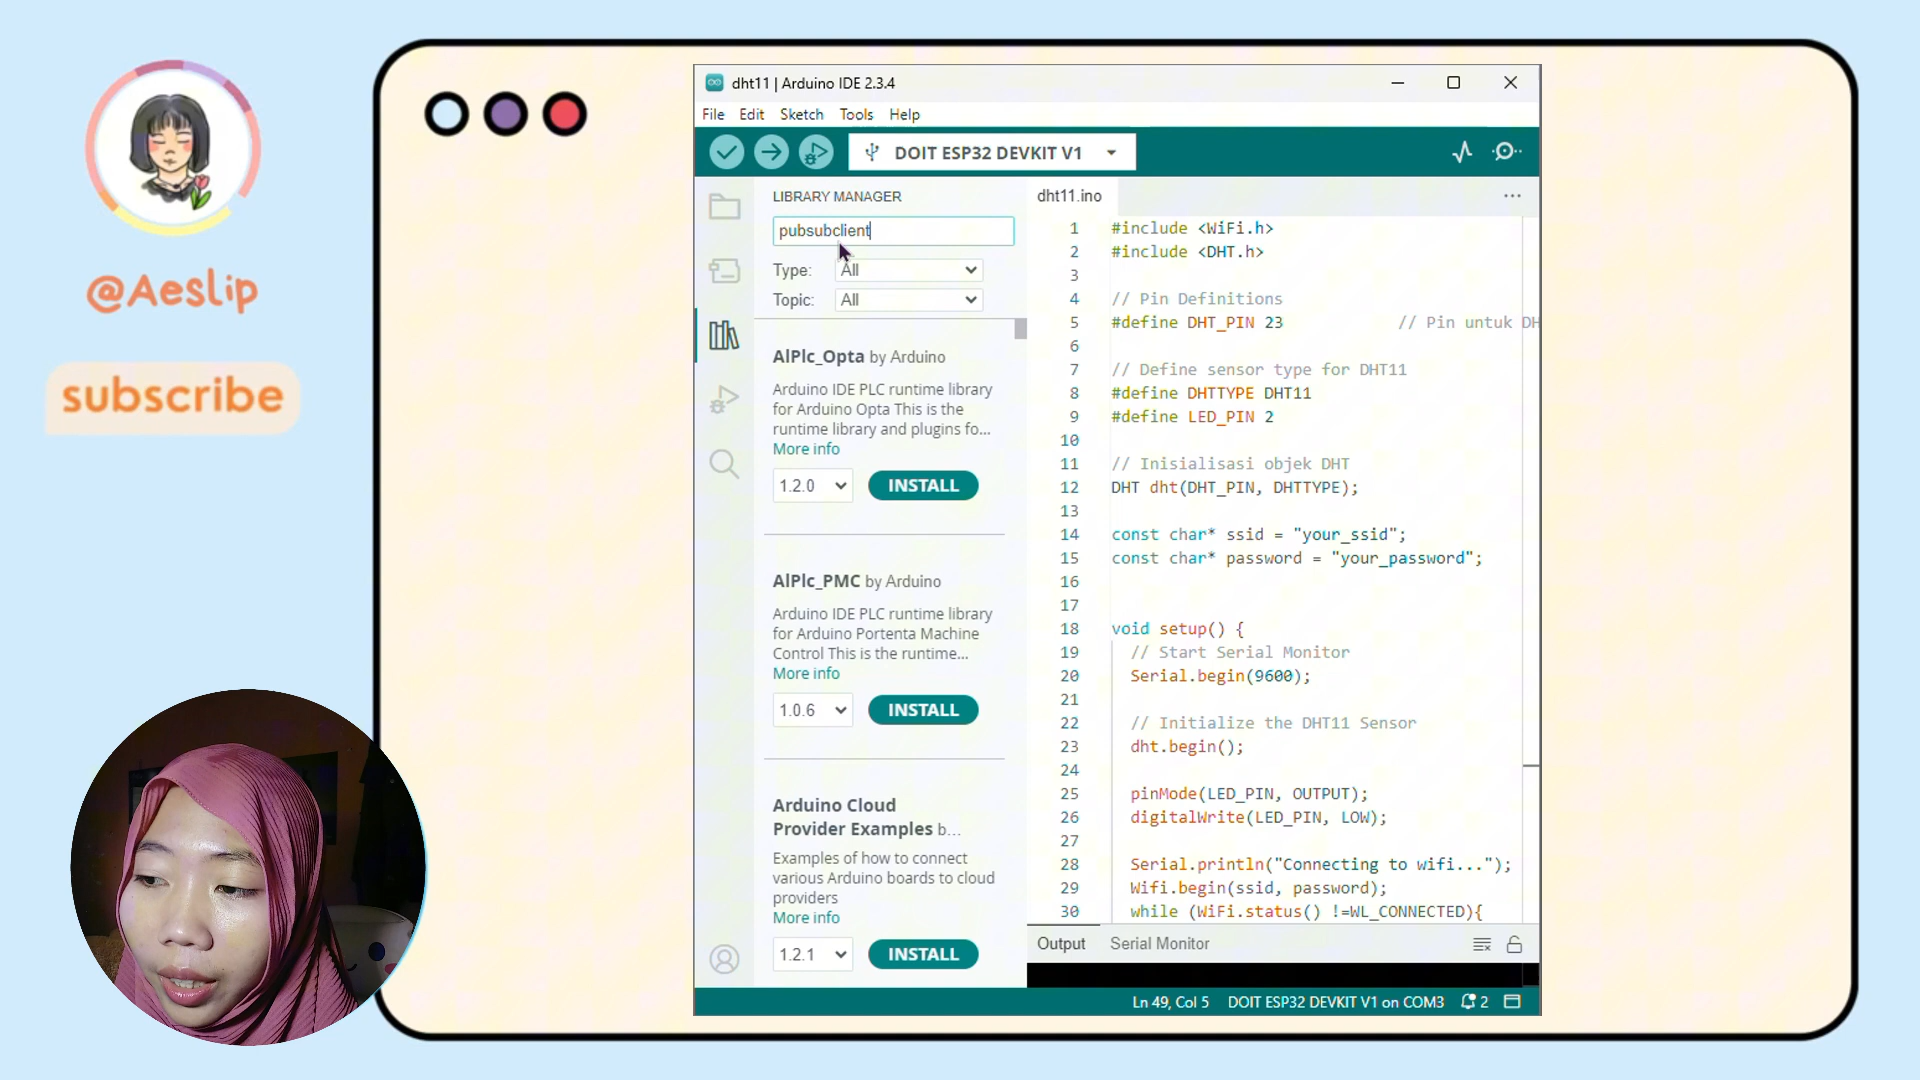 @Aeslip
subscribe
dht11 | Arduino IDE 2.3.4
File Edit Sketch Tools Help
DOIT ESP32 DEVKIT V1
LIBRARY MANAGER
pubsubclient
Type: All
Topic: All
AlPlc_Opta by Arduino
Arduino IDE PLC runtime library
for Arduino Opta This is the
runtime library and plugins fo...
More info
1.2.0 INSTALL
AlPlc_PMC by Arduino
Arduino IDE PLC runtime library
for Arduino Portenta Machine
Control This is the runtime...
More info
1.0.6 INSTALL
Arduino Cloud
Provider Examples b...
Examples of how to connect
various Arduino boards to cloud
providers
More info
1.2.1 INSTALL
dht11.ino
1 #include <WiFi.h>
2 #include <DHT.h>
3
4 // Pin Definitions
5 #define DHT_PIN 23 // Pin untuk DH
6
7 // Define sensor type for DHT11
8 #define DHTTYPE DHT11
9 #define LED_PIN 2
10
11 // Inisialisasi objek DHT
12 DHT dht(DHT_PIN, DHTTYPE);
13
14 const char* ssid = "your_ssid";
15 const char* password = "your_password";
16
17
18 void setup() {
19 // Start Serial Monitor
20 Serial.begin(9600);
21
22 // Initialize the DHT11 Sensor
23 dht.begin();
24
25 pinMode(LED_PIN, OUTPUT);
26 digitalWrite(LED_PIN, LOW);
27
28 Serial.println("Connecting to wifi...");
29 Wifi.begin(ssid, password);
30 while (WiFi.status() !=WL_CONNECTED){
Output Serial Monitor
Ln 49, Col 5 DOIT ESP32 DEVKIT V1 on COM3 2